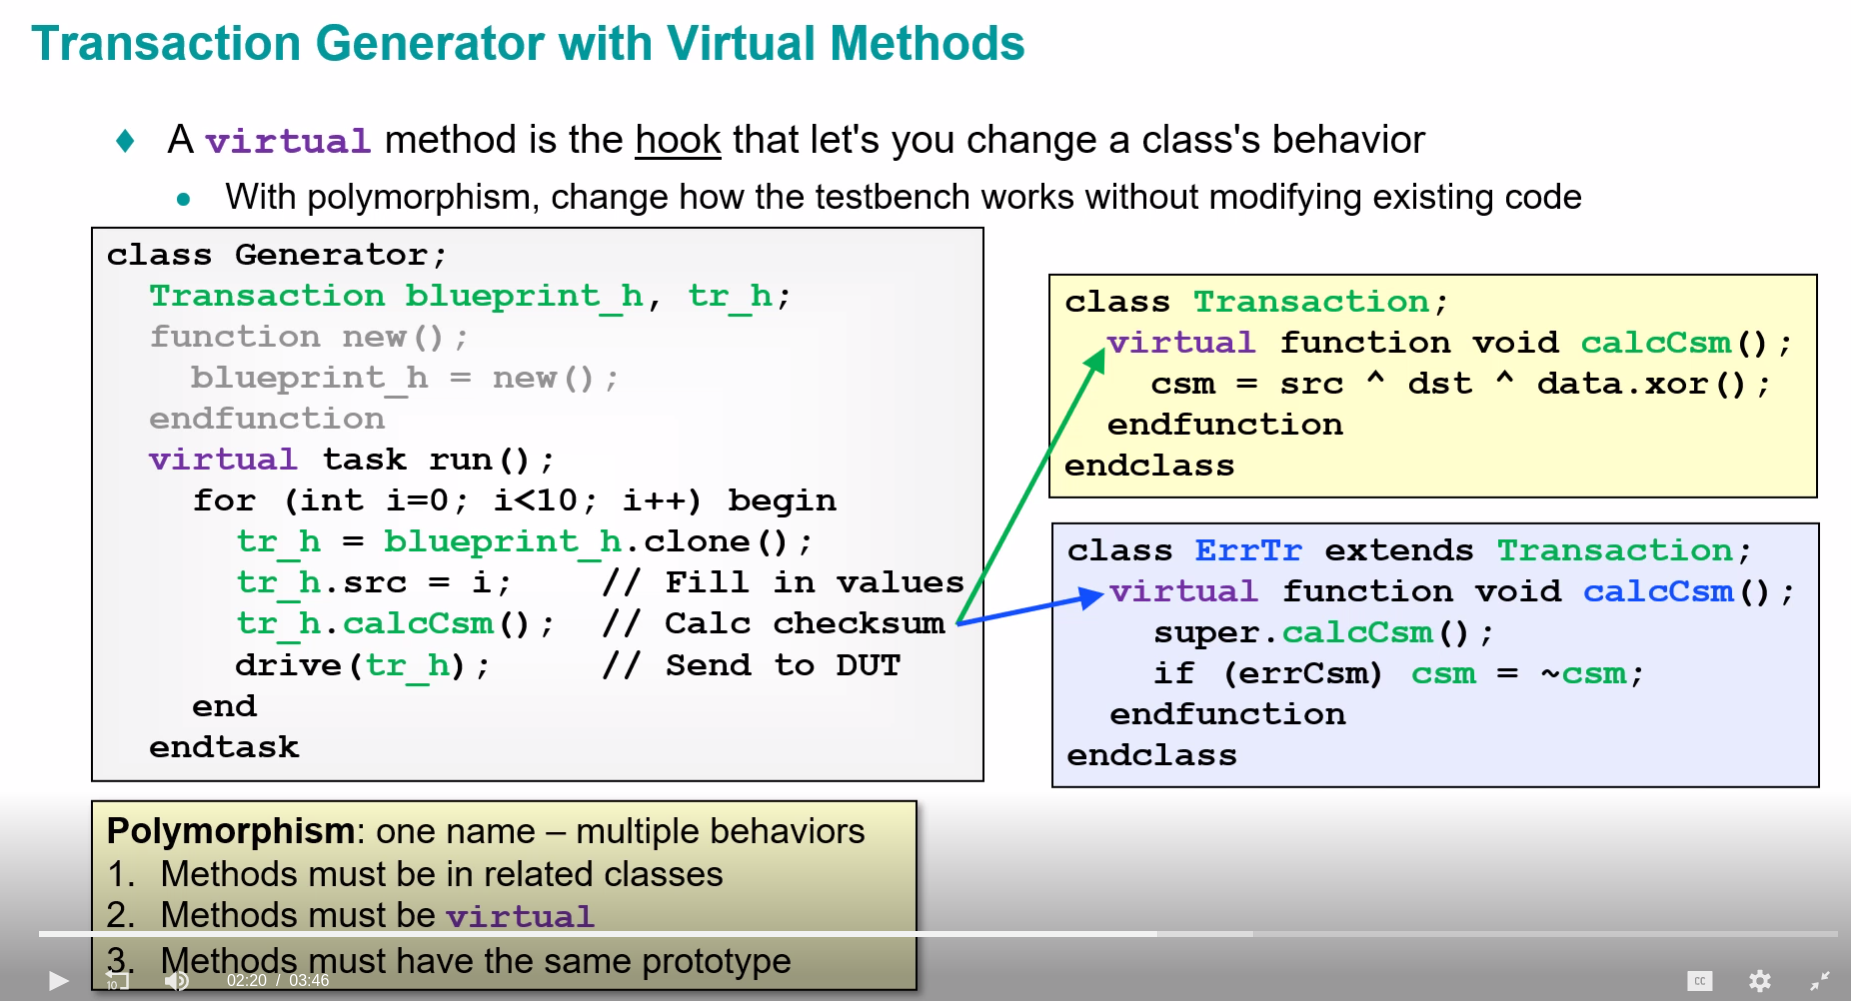 Transaction Generator with Virtual Methods
A virtual method is the hook that let's you change a class's behavior
With polymorphism, change how the testbench works without modifying existing code
class Generator;
Transaction blueprint_h, tr_h;
function new();
blueprint_h = new();
endfunction
virtual task run();
for (int i=0; i<10; i++) begin
tr_h = blueprint_h.clone();
tr_h.src = i; // Fill in values
tr_h.calcCsm(); // Calc checksum
drive(tr_h); // Send to DUT
end
endtask
class Transaction;
virtual function void calcCsm();
csm = src ^ dst ^ data.xor();
endfunction
endclass
class ErrTr extends Transaction;
virtual function void calcCsm();
super.calcCsm();
if (errCsm) csm = ~csm;
endfunction
endclass
Polymorphism: one name – multiple behaviors
1. Methods must be in related classes
2. Methods must be virtual
3. Methods must have the same prototype
10
02:20 / 03:46
CC